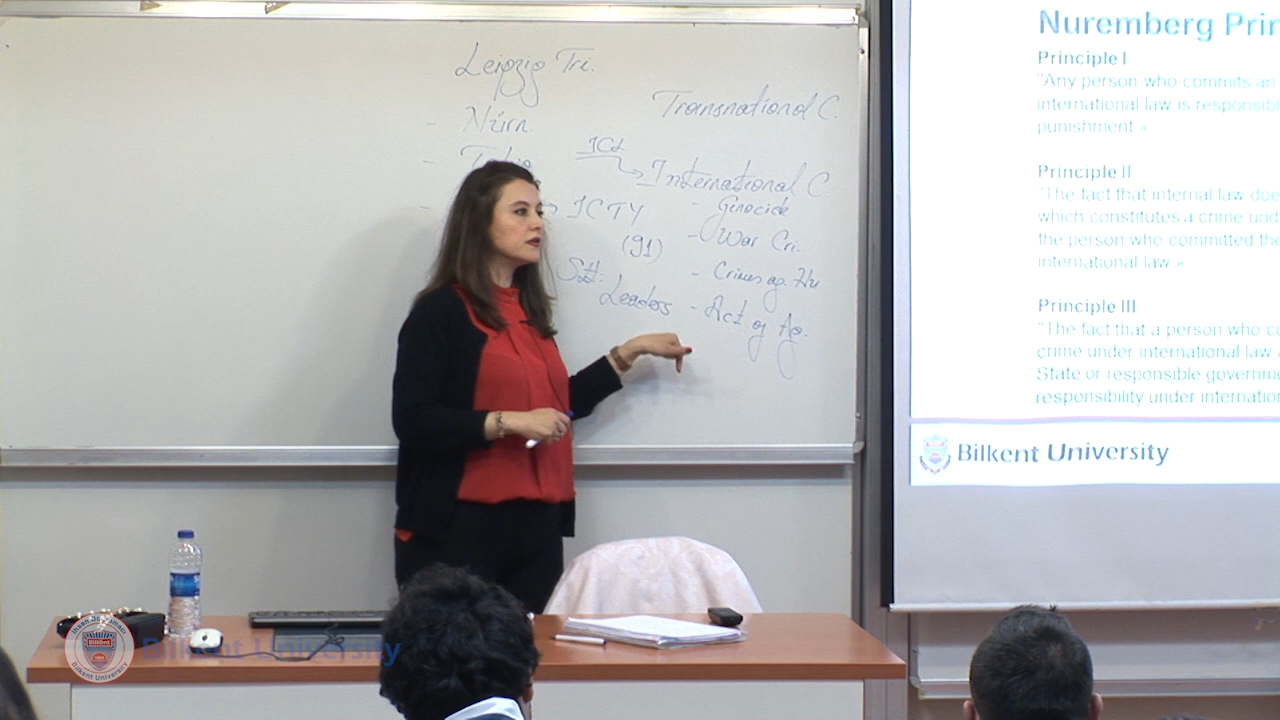 Leipzig Tri.
- Nürn.
-
-
→ ICTY
(91)
Leaders
Transnational C.
International C.
- Genocide
- War Cri.
- Crimes ag. Hu
- Act of Ag.
Nuremberg Prin
Principle I
"Any person who commits an
international law is responsibl
punishment.«
Principle II
"The fact that internal law doe
which constitutes a crime und
the person who committed the
international law.«
Principle III
"The fact that a person who co
crime under international law
State or responsible governme
responsibility under internation
Bilkent University
Bilkent University
Bilkent University